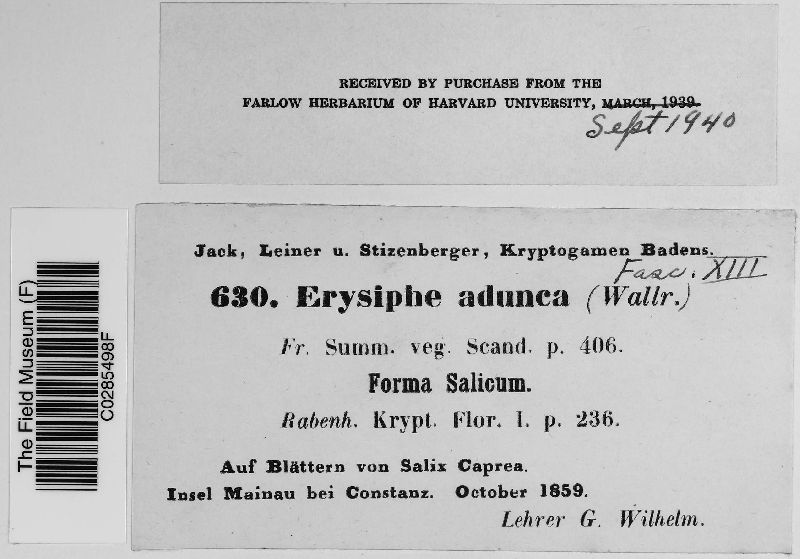 RECEIVED BY PURCHASE FROM THE
FARLOW HERBARIUM OF HARVARD UNIVERSITY, MARCH, 1939.
Sept 1940
Jack, Leiner u. Stizenberger, Kryptogamen Badens.
Fasc. XIII
630. Erysiphe adunca (Wallr.)
Fr. Summ. veg. Scand. p. 406.
Forma Salicum.
Rabenh. Krypt. Flor. I. p. 236.
Auf Blättern von Salix Caprea.
Insel Mainau bei Constanz. October 1859.
Lehrer G. Wilhelm.
The Field Museum (F)
C0285498F